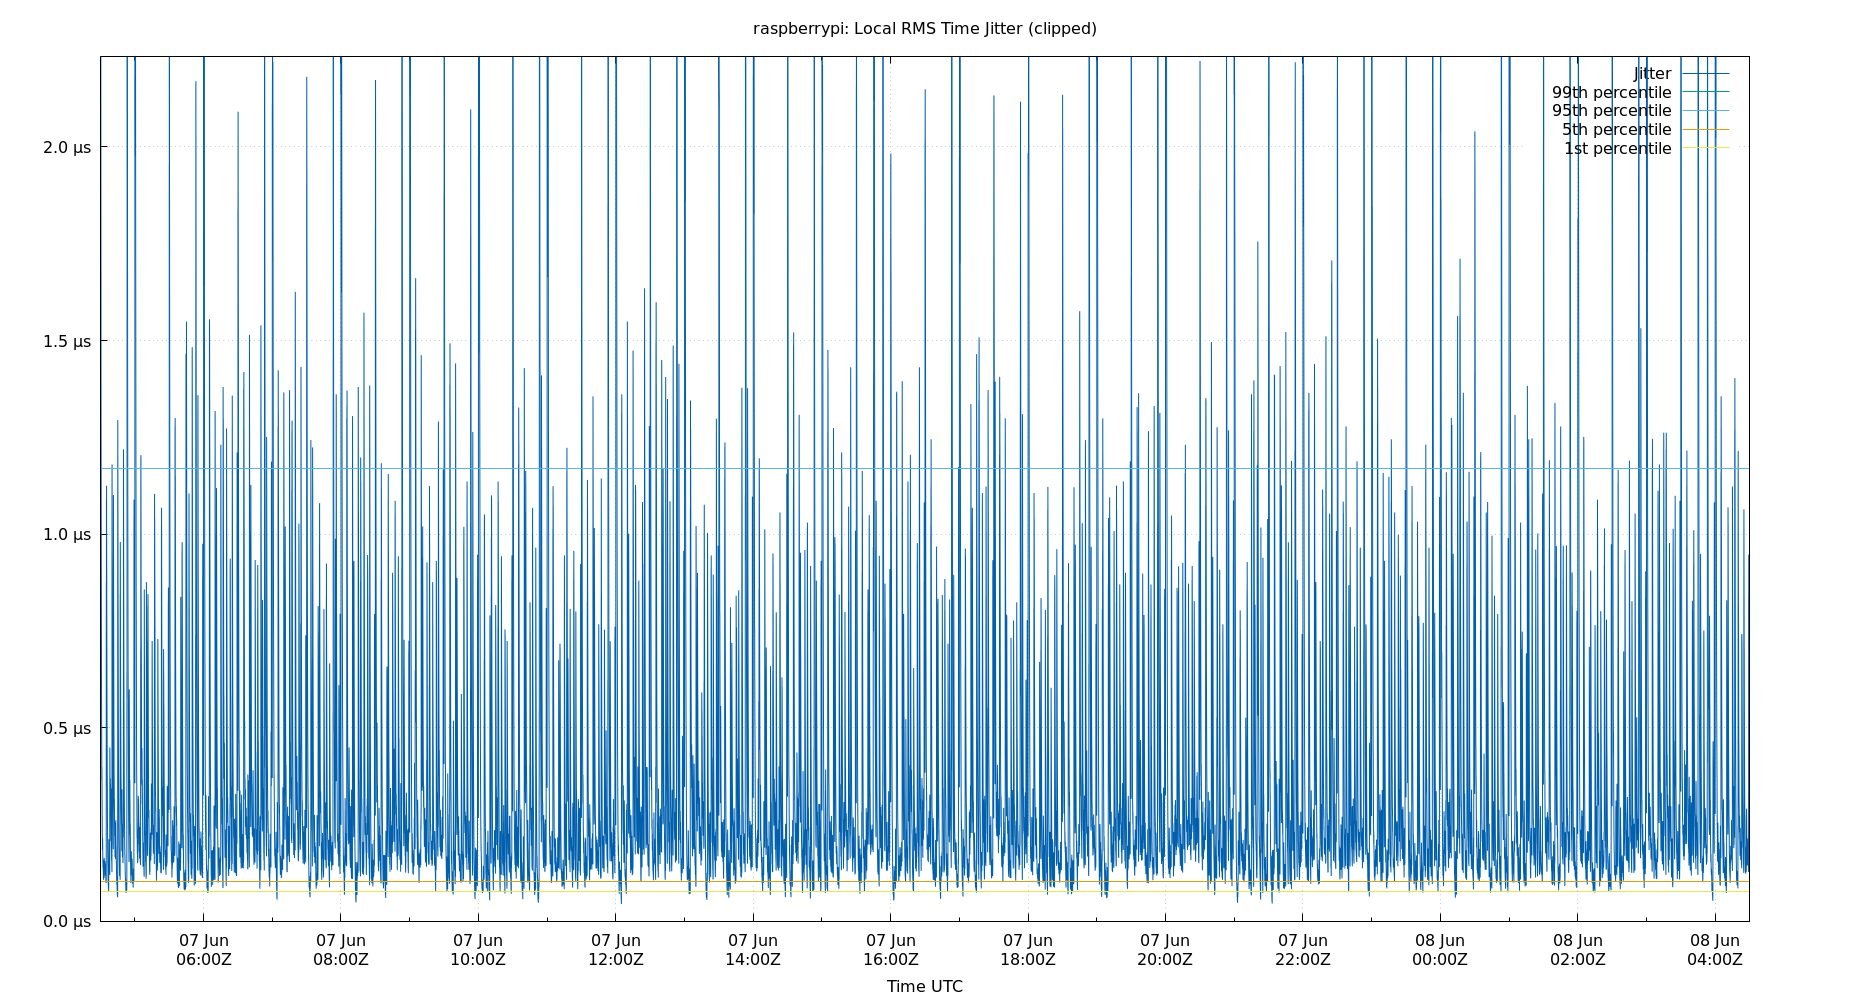 raspberrypi: Local RMS Time Jitter (clipped)
Jitter
99th percentile
95th percentile
5th percentile
1st percentile
2.0 µs
1.5 µs
1.0 µs
0.5 µs
0.0 µs
07 Jun 07 Jun 07 Jun 07 Jun 07 Jun 07 Jun 07 Jun 07 Jun 07 Jun 08 Jun 08 Jun 08 Jun
06:00Z 08:00Z 10:00Z 12:00Z 14:00Z 16:00Z 18:00Z 20:00Z 22:00Z 00:00Z 02:00Z 04:00Z
Time UTC